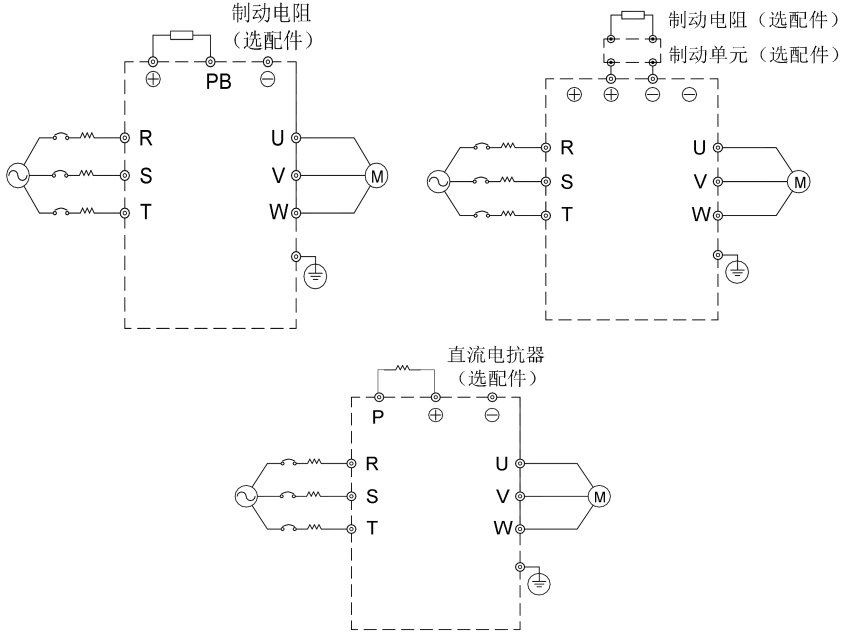 制动电阻
（选配件）
⊕ PB ⊖
R U
S V M
T W
制动电阻（选配件）
制动单元（选配件）
⊕ ⊕ ⊖ ⊖
R U
S V M
T W
直流电抗器
（选配件）
P ⊕ ⊖
R U
S V M
T W